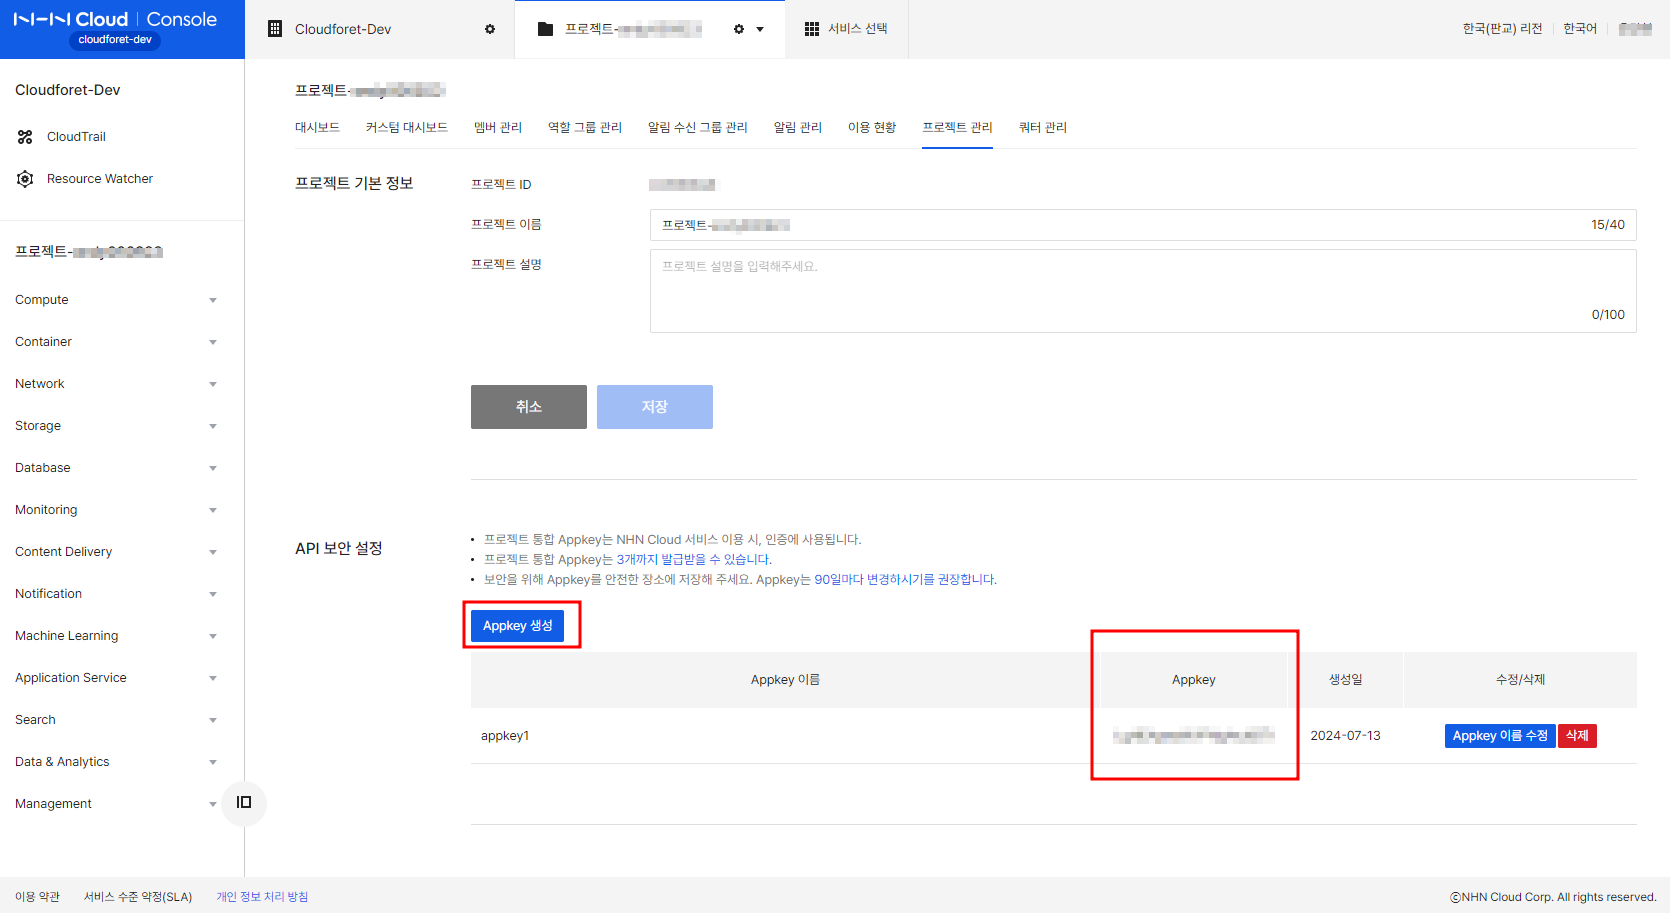 NHN Cloud | Console
cloudforet-dev
Cloudforet-Dev
프로젝트-
서비스 선택
한국(판교) 리전
한국어
Cloudforet-Dev
CloudTrail
Resource Watcher
프로젝트-
Compute
Container
Network
Storage
Database
Monitoring
Content Delivery
Notification
Machine Learning
Application Service
Search
Data & Analytics
Management
프로젝트-
대시보드 커스텀 대시보드 멤버 관리 역할 그룹 관리 알림 수신 그룹 관리 알림 관리 이용 현황 프로젝트 관리 쿼터 관리
프로젝트 기본 정보
프로젝트 ID
프로젝트 이름
프로젝트-
15/40
프로젝트 설명
프로젝트 설명을 입력해주세요.
0/100
취소
저장
API 보안 설정
• 프로젝트 통합 Appkey는 NHN Cloud 서비스 이용 시, 인증에 사용됩니다.
• 프로젝트 통합 Appkey는 3개까지 발급받을 수 있습니다.
• 보안을 위해 Appkey를 안전한 장소에 저장해 주세요. Appkey는 90일마다 변경하시기를 권장합니다.
Appkey 생성
Appkey 이름 Appkey 생성일 수정/삭제
appkey1 2024-07-13 Appkey 이름 수정 삭제
이용 약관 서비스 수준 약정(SLA) 개인 정보 처리 방침
©NHN Cloud Corp. All rights reserved.